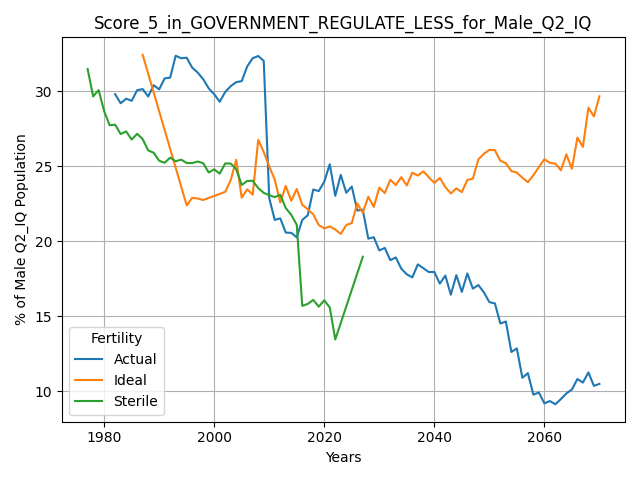 Score_5_in_GOVERNMENT_REGULATE_LESS_for_Male_Q2_IQ
% of Male Q2_IQ Population
30
25
20
15
10
Fertility
Actual
Ideal
Sterile
1980
2000
2020
2040
2060
Years